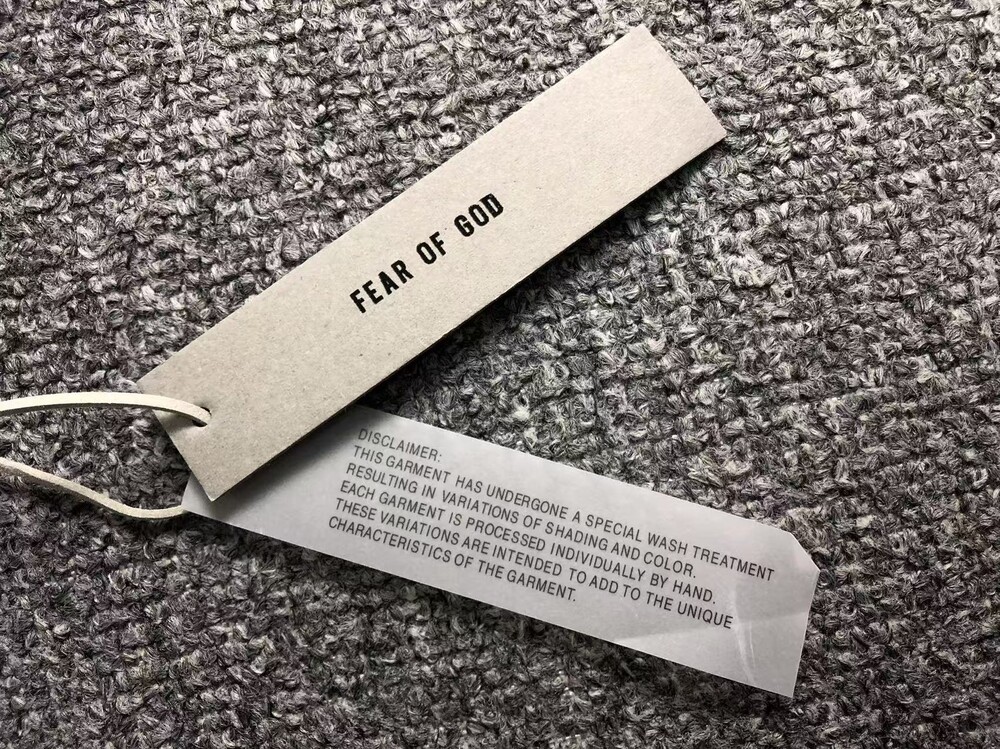 FEAR OF GOD
DISCLAIMER:
THIS GARMENT HAS UNDERGONE A SPECIAL WASH TREATMENT
RESULTING IN VARIATIONS OF SHADING AND COLOR.
EACH GARMENT IS PROCESSED INDIVIDUALLY BY HAND.
THESE VARIATIONS ARE INTENDED TO ADD TO THE UNIQUE
CHARACTERISTICS OF THE GARMENT.